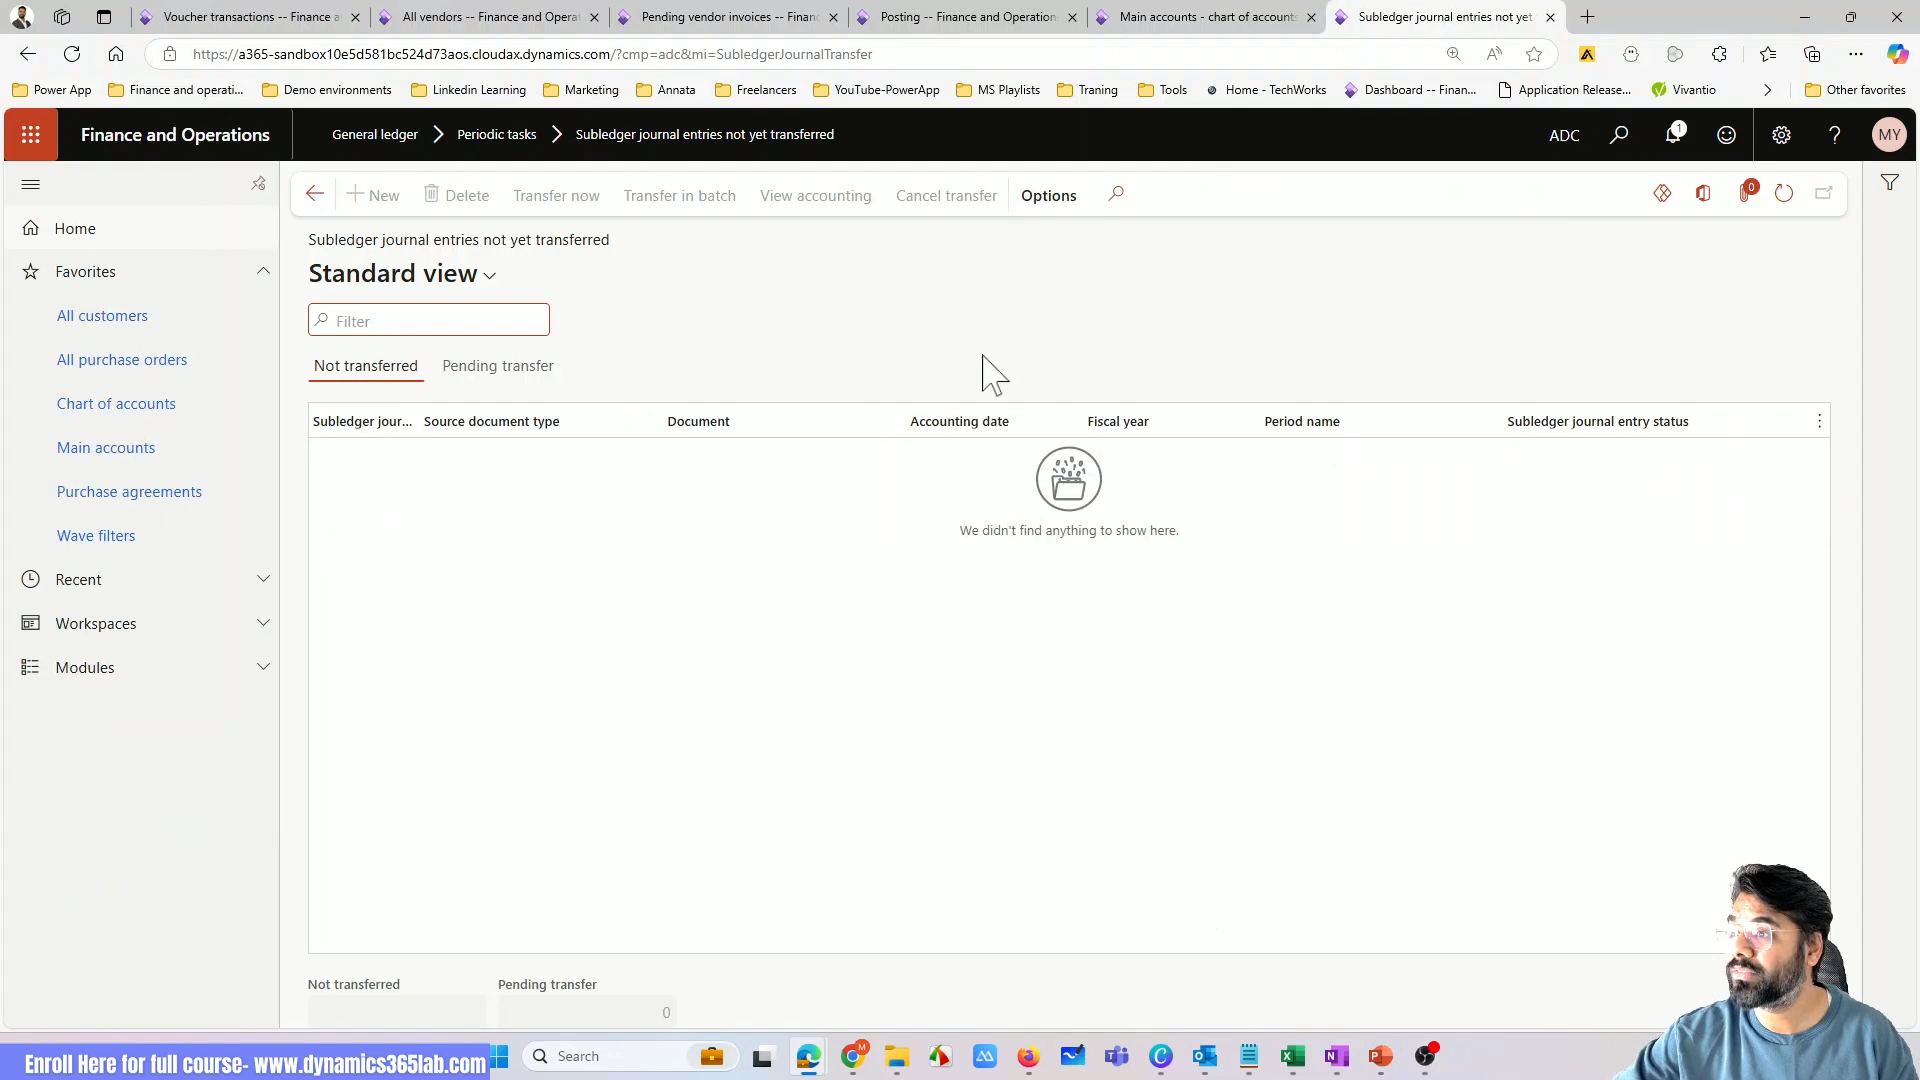 Voucher transactions -- Finance a
All vendors -- Finance and Operat
Pending vendor invoices -- Financ
Posting -- Finance and Operation
Main accounts - chart of accounts
Subledger journal entries not yet
https://a365-sandbox10e5d581bc524d73aos.cloudax.dynamics.com/?cmp=adc&mi=SubledgerJournalTransfer
Power App
Finance and operati...
Demo environments
Linkedin Learning
Marketing
Annata
Freelancers
YouTube-PowerApp
MS Playlists
Traning
Tools
Home - TechWorks
Dashboard -- Finan...
Application Release...
Vivantio
Other favorites
Finance and Operations
General ledger
Periodic tasks
Subledger journal entries not yet transferred
ADC
1
MY
New
Delete
Transfer now
Transfer in batch
View accounting
Cancel transfer
Options
0
Home
Favorites
All customers
All purchase orders
Chart of accounts
Main accounts
Purchase agreements
Wave filters
Recent
Workspaces
Modules
Subledger journal entries not yet transferred
Standard view
Filter
Not transferred
Pending transfer
Subledger jour...
Source document type
Document
Accounting date
Fiscal year
Period name
Subledger journal entry status
We didn't find anything to show here.
Not transferred
Pending transfer
0
Enroll Here for full course- www.dynamics365lab.com
Search